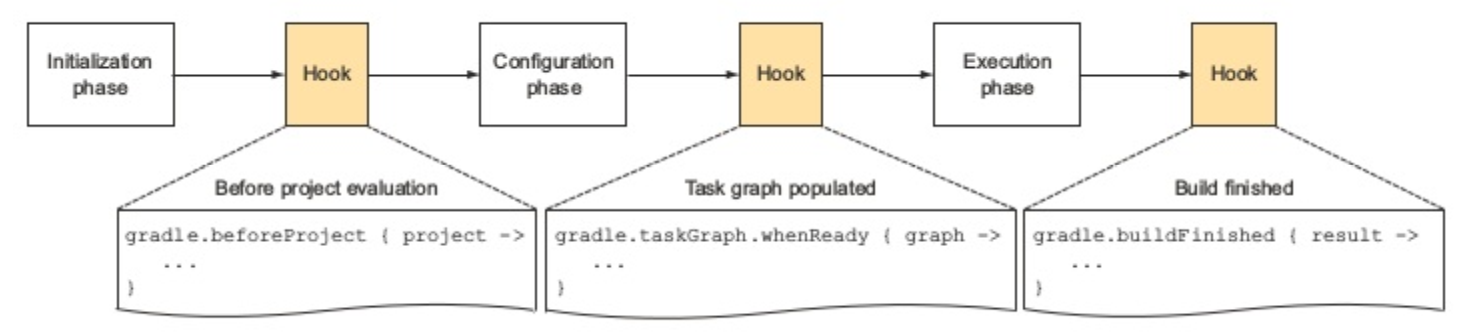 Initialization
phase
Hook
Configuration
phase
Hook
Execution
phase
Hook
Before project evaluation
gradle.beforeProject { project ->
...
}
Task graph populated
gradle.taskGraph.whenReady { graph ->
...
}
Build finished
gradle.buildFinished { result ->
...
}